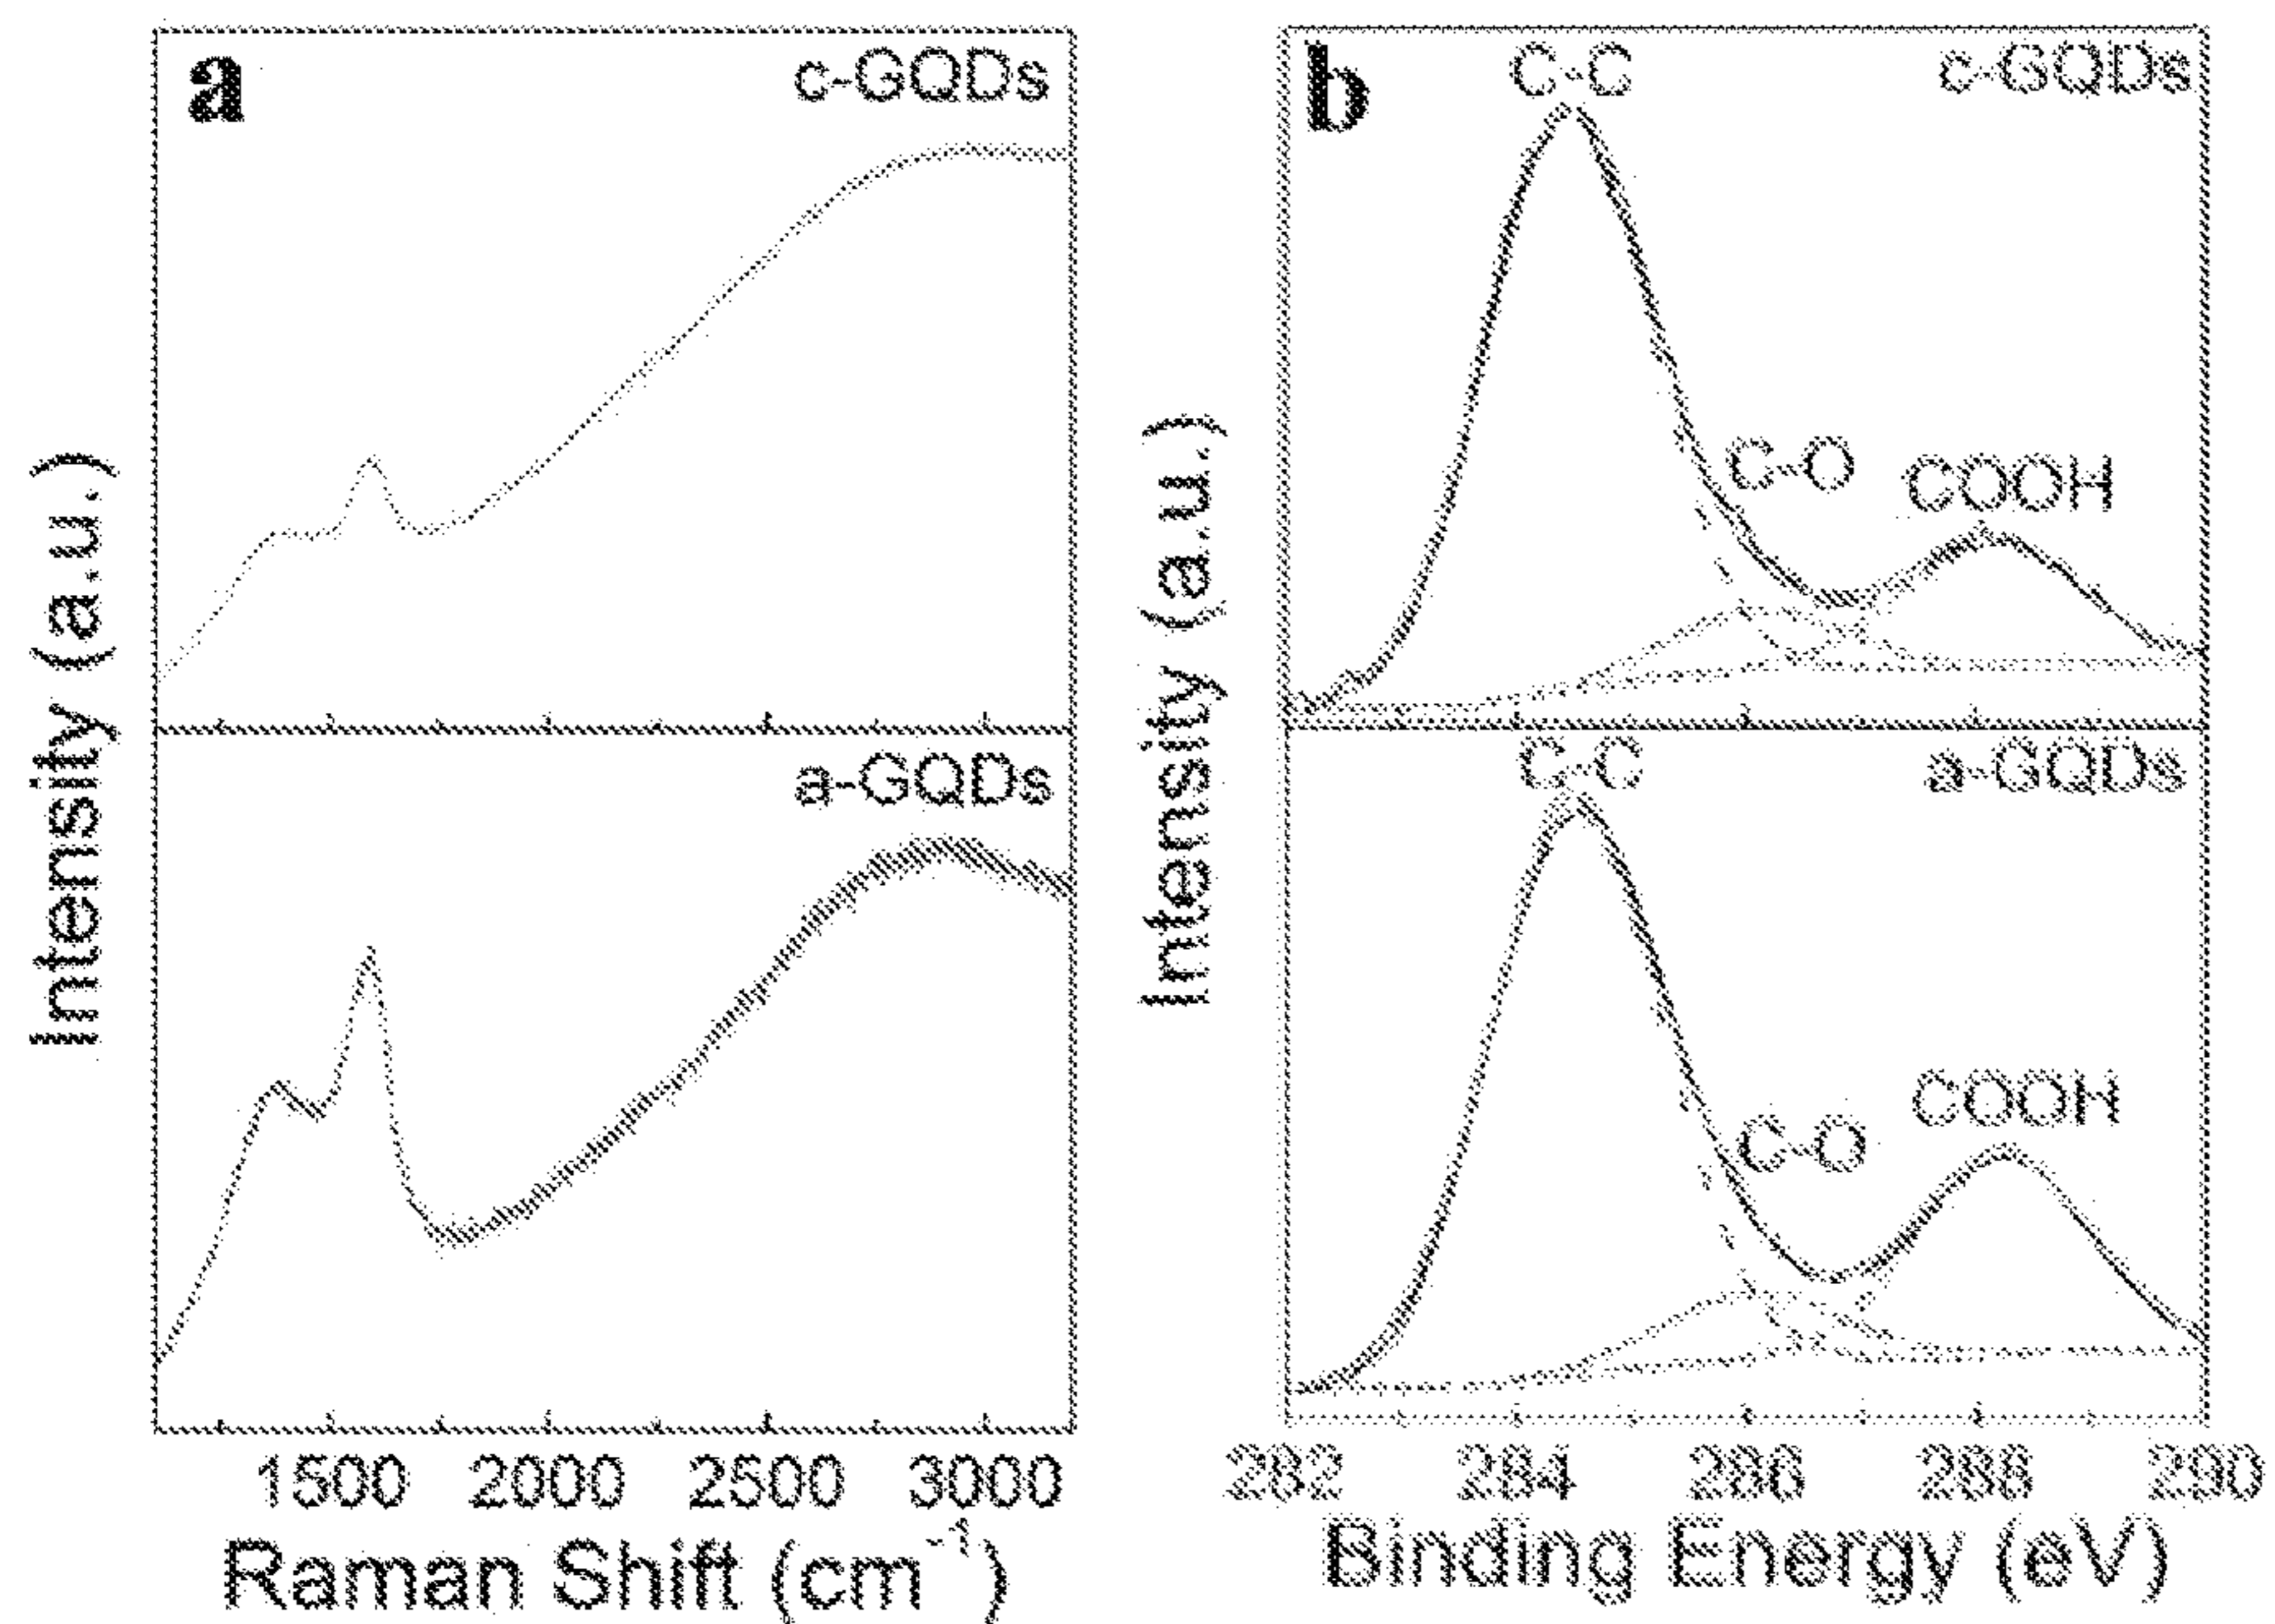 a
c-GQDs
a-GQDs
Intensity (a.u.)
1500 2000 2500 3000
Raman Shift (cm⁻¹)
b
C-C
c-GQDs
C-O
COOH
C-C
a-GQDs
C-O
COOH
Intensity (a.u.)
282 284 286 288 290
Binding Energy (eV)